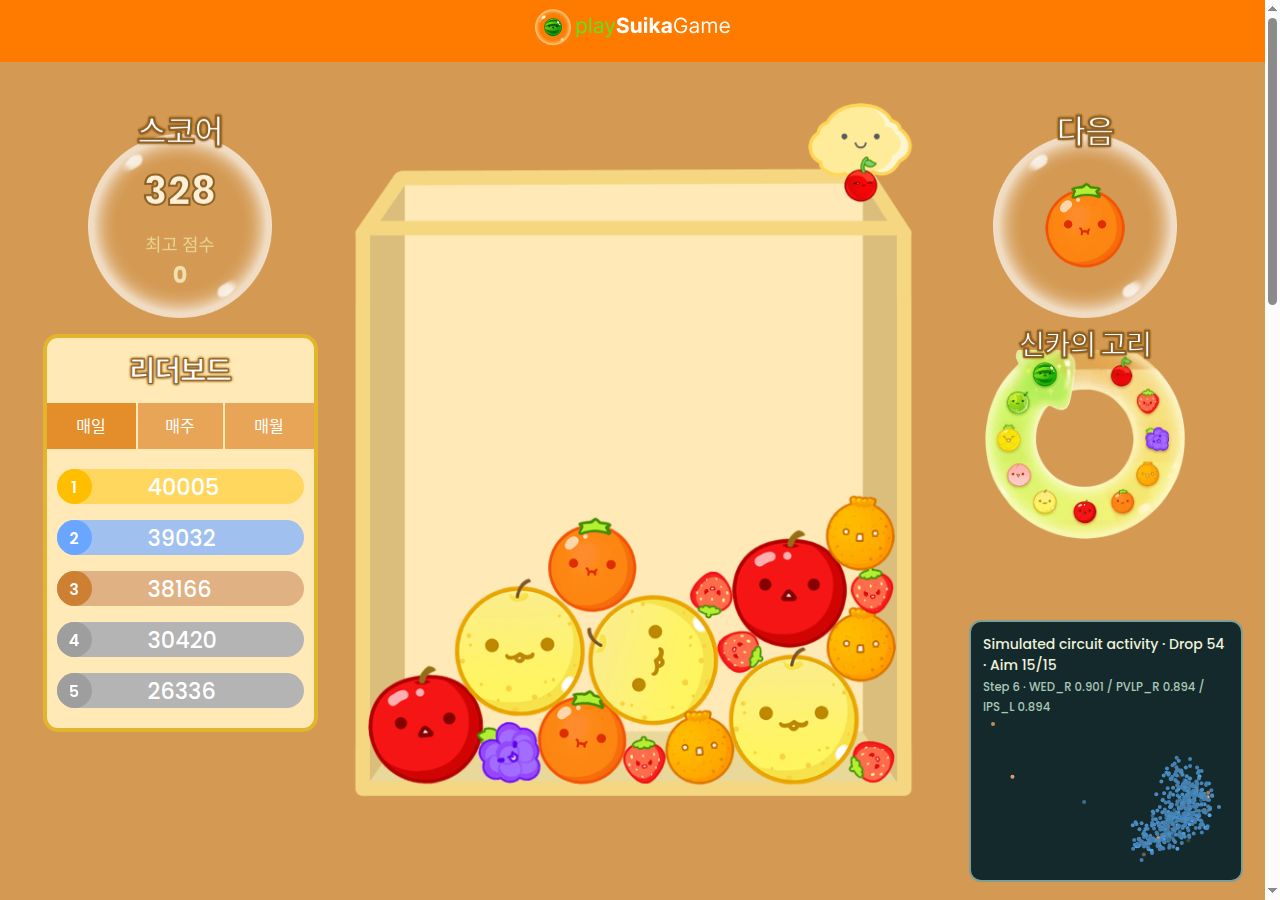 playSuikaGame
스코어
328
최고 점수
0
리더보드
매일 매주 매월
1 40005
2 39032
3 38166
4 30420
5 26336
다음
신카의 고리
Simulated circuit activity · Drop 54
· Aim 15/15
Step 6 · WED_R 0.901 / PVLP_R 0.894 /
IPS_L 0.894